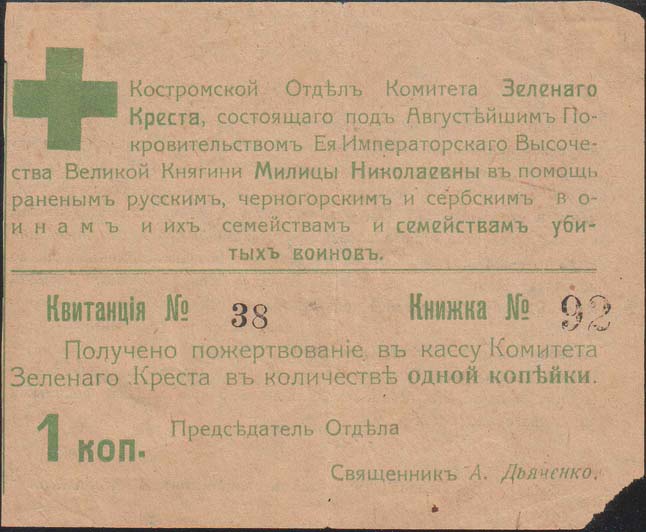 Костромской Отдѣлъ Комитета Зеленаго
Креста, состоящаго подъ Августѣйшимъ По-
кровительствомъ Ея Императорскаго Высоче-
ства Великой Княгини Милицы Николаевны въ помощь
раненымъ русскимъ, черногорскимъ и сербскимъ во-
инамъ и ихъ семействамъ и семействамъ уби-
тыхъ воиновъ.
Квитанція № 38 Книжка № 92
Получено пожертвованіе въ кассу Комитета
Зеленаго Креста въ количествѣ одной копѣйки.
1 коп. Предсѣдатель Отдѣла
Священникъ А. Дьяченко.